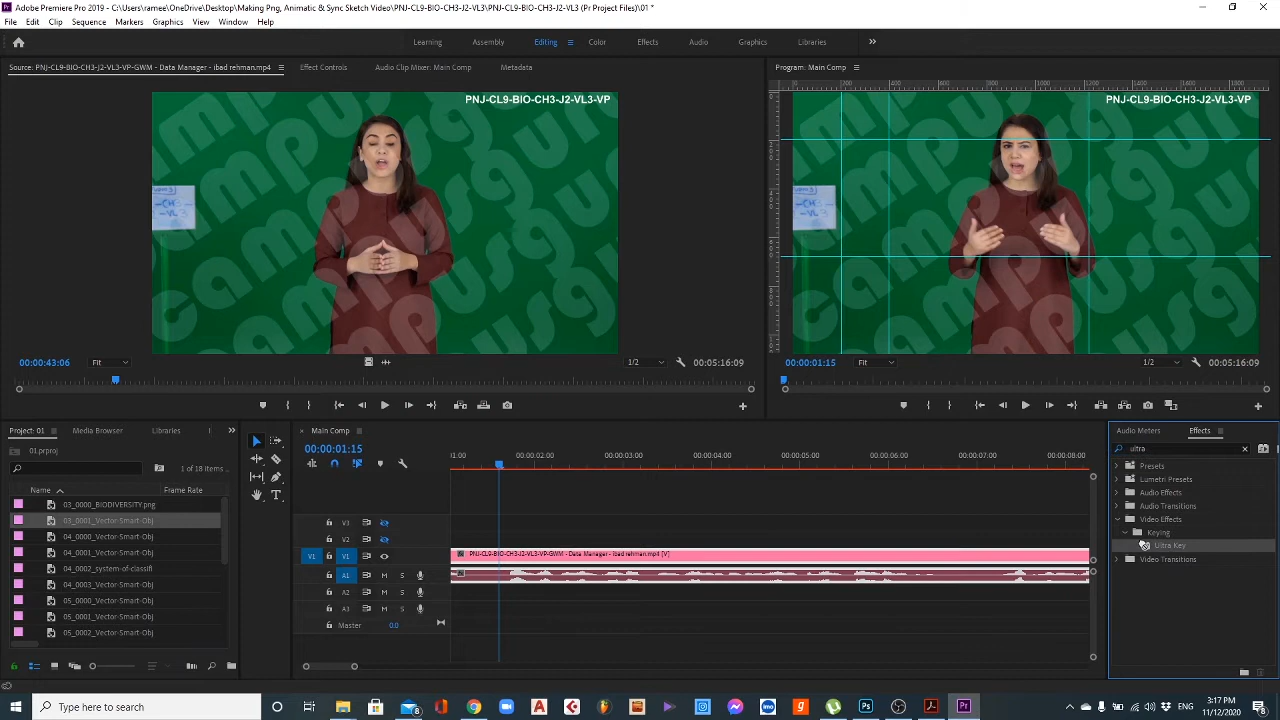 Adobe Premiere Pro 2019 - C:\Users\ramee\OneDrive\Desktop\Making Png, Animatic & Sync Sketch Video\PNJ-CL9-BIO-CH3-J2-VL3\PNJ-CL9-BIO-CH3-J2-VL3 (Pr Project Files)\01 *
File Edit Clip Sequence Markers Graphics View Window Help
Learning Assembly Editing Color Effects Audio Graphics Libraries
Source: PNJ-CL9-BIO-CH3-J2-VL3-VP-GWM - Data Manager - ibad rehman.mp4 Effect Controls Audio Clip Mixer: Main Comp Metadata
Program: Main Comp
PNJ-CL9-BIO-CH3-J2-VL3-VP
campusguru
-CH3
-VL3
PNJ-CL9-BIO-CH3-J2-VL3-VP
campusguru
00:00:43:06 Fit 1/2 00:05:16:09
00:00:01:15 Fit 1/2 00:05:16:09
Project: 01 Media Browser Libraries
01.prproj
1 of 18 items
Name Frame Rate
03_0000_BIODIVERSITY.png
03_0001_Vector-Smart-Obj
04_0000_Vector-Smart-Obj
04_0001_Vector-Smart-Obj
04_0002_system-of-classifi
04_0003_Vector-Smart-Obj
05_0000_Vector-Smart-Obj
05_0001_Vector-Smart-Obj
05_0002_Vector-Smart-Obj
Main Comp
00:00:01:15
:01:00 00:00:02:00 00:00:03:00 00:00:04:00 00:00:05:00 00:00:06:00 00:00:07:00 00:00:08:00
V3
V2
V1 V1 PNJ-CL9-BIO-CH3-J2-VL3-VP-GWM - Data Manager - ibad rehman.mp4 [V]
A1 M S
A2 M S
A3 M S
Master 0.0
Audio Meters Effects
ultra
Presets
Lumetri Presets
Audio Effects
Audio Transitions
Video Effects
Keying
Ultra Key
Video Transitions
Type here to search
ENG
3:17 PM
11/12/2020